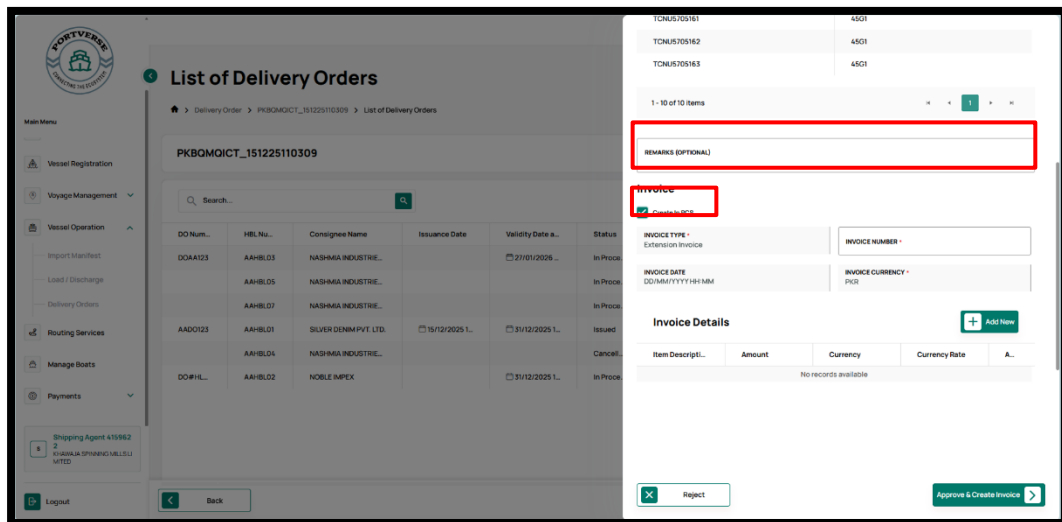 PORTVERSE
CONNECTING THE ECOSYSTEM
Main Menu
Vessel Registration
Voyage Management
Vessel Operation
Import Manifest
Load / Discharge
Delivery Orders
Routing Services
Manage Boats
Payments
S
Shipping Agent 415962
2
KHAWAJA SPINNING MILLS LI
MITED
Logout
List of Delivery Orders
Delivery Order > PKBQMQICT_151225110309 > List of Delivery Orders
PKBQMQICT_151225110309
Search...
DO Num... HBL Nu... Consignee Name Issuance Date Validity Date a... Status
DOAA123 AAHBL03 NASHMIA INDUSTRIE... 27/01/2026 ... In Proce.
AAHBL05 NASHMIA INDUSTRIE... In Proce.
AAHBL07 NASHMIA INDUSTRIE... In Proce.
AADO123 AAHBL01 SILVER DENIM PVT. LTD. 15/12/2025 1... 31/12/2025 1... Issued
AAHBL04 NASHMIA INDUSTRIE... Cancell.
DO#HL... AAHBL02 NOBLE IMPEX 31/12/2025 1... In Proce.
Back
TCNU5705161 45G1
TCNU5705162 45G1
TCNU5705163 45G1
1 - 10 of 10 items 1
REMARKS (OPTIONAL)
Invoice
Create in PCS
INVOICE TYPE *
Extension Invoice
INVOICE NUMBER *
INVOICE DATE
DD/MM/YYYY HH:MM
INVOICE CURRENCY *
PKR
Invoice Details
Add New
Item Descripti... Amount Currency Currency Rate A...
No records available
Reject
Approve & Create Invoice